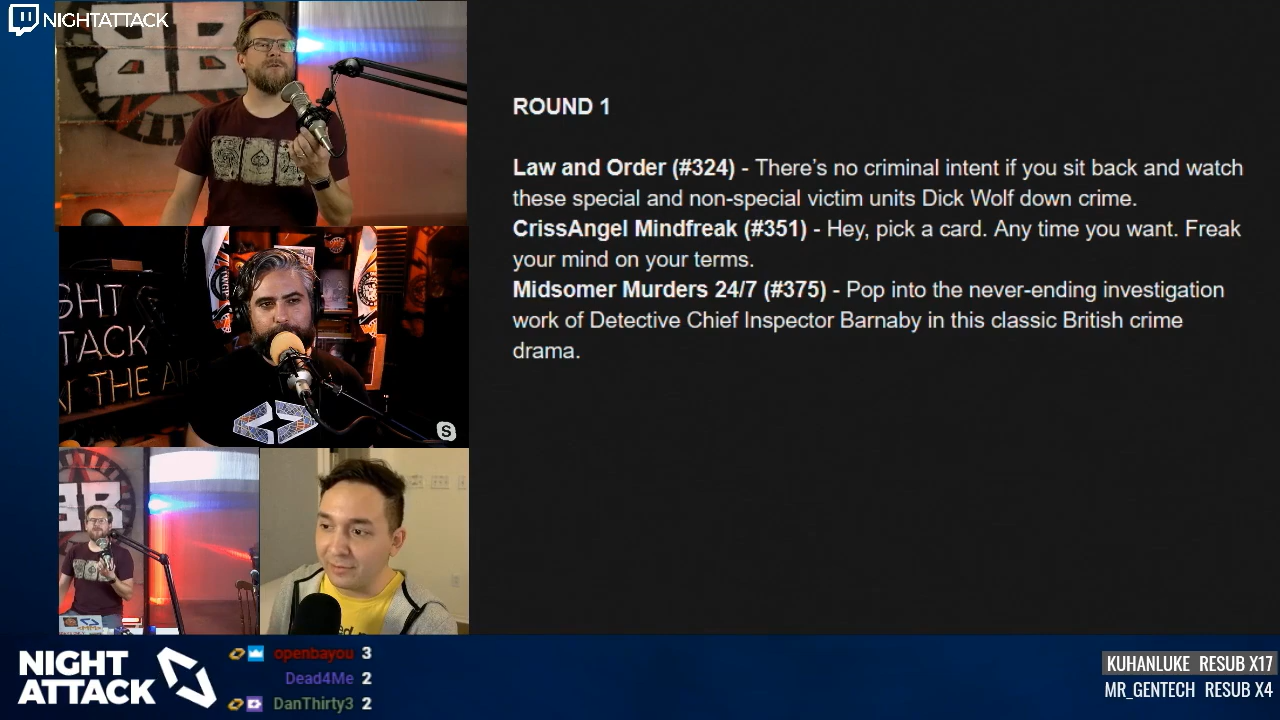 NIGHTATTACK
ROUND 1
Law and Order (#324) - There's no criminal intent if you sit back and watch
these special and non-special victim units Dick Wolf down crime.
CrissAngel Mindfreak (#351) - Hey, pick a card. Any time you want. Freak
your mind on your terms.
Midsomer Murders 24/7 (#375) - Pop into the never-ending investigation
work of Detective Chief Inspector Barnaby in this classic British crime
drama.
GHT
TACK
THE AIR
NIGHT
ATTACK
openbayou 3
Dead4Me 2
DanThirty3 2
KUHANLUKE RESUB X17
MR_GENTECH RESUB X4